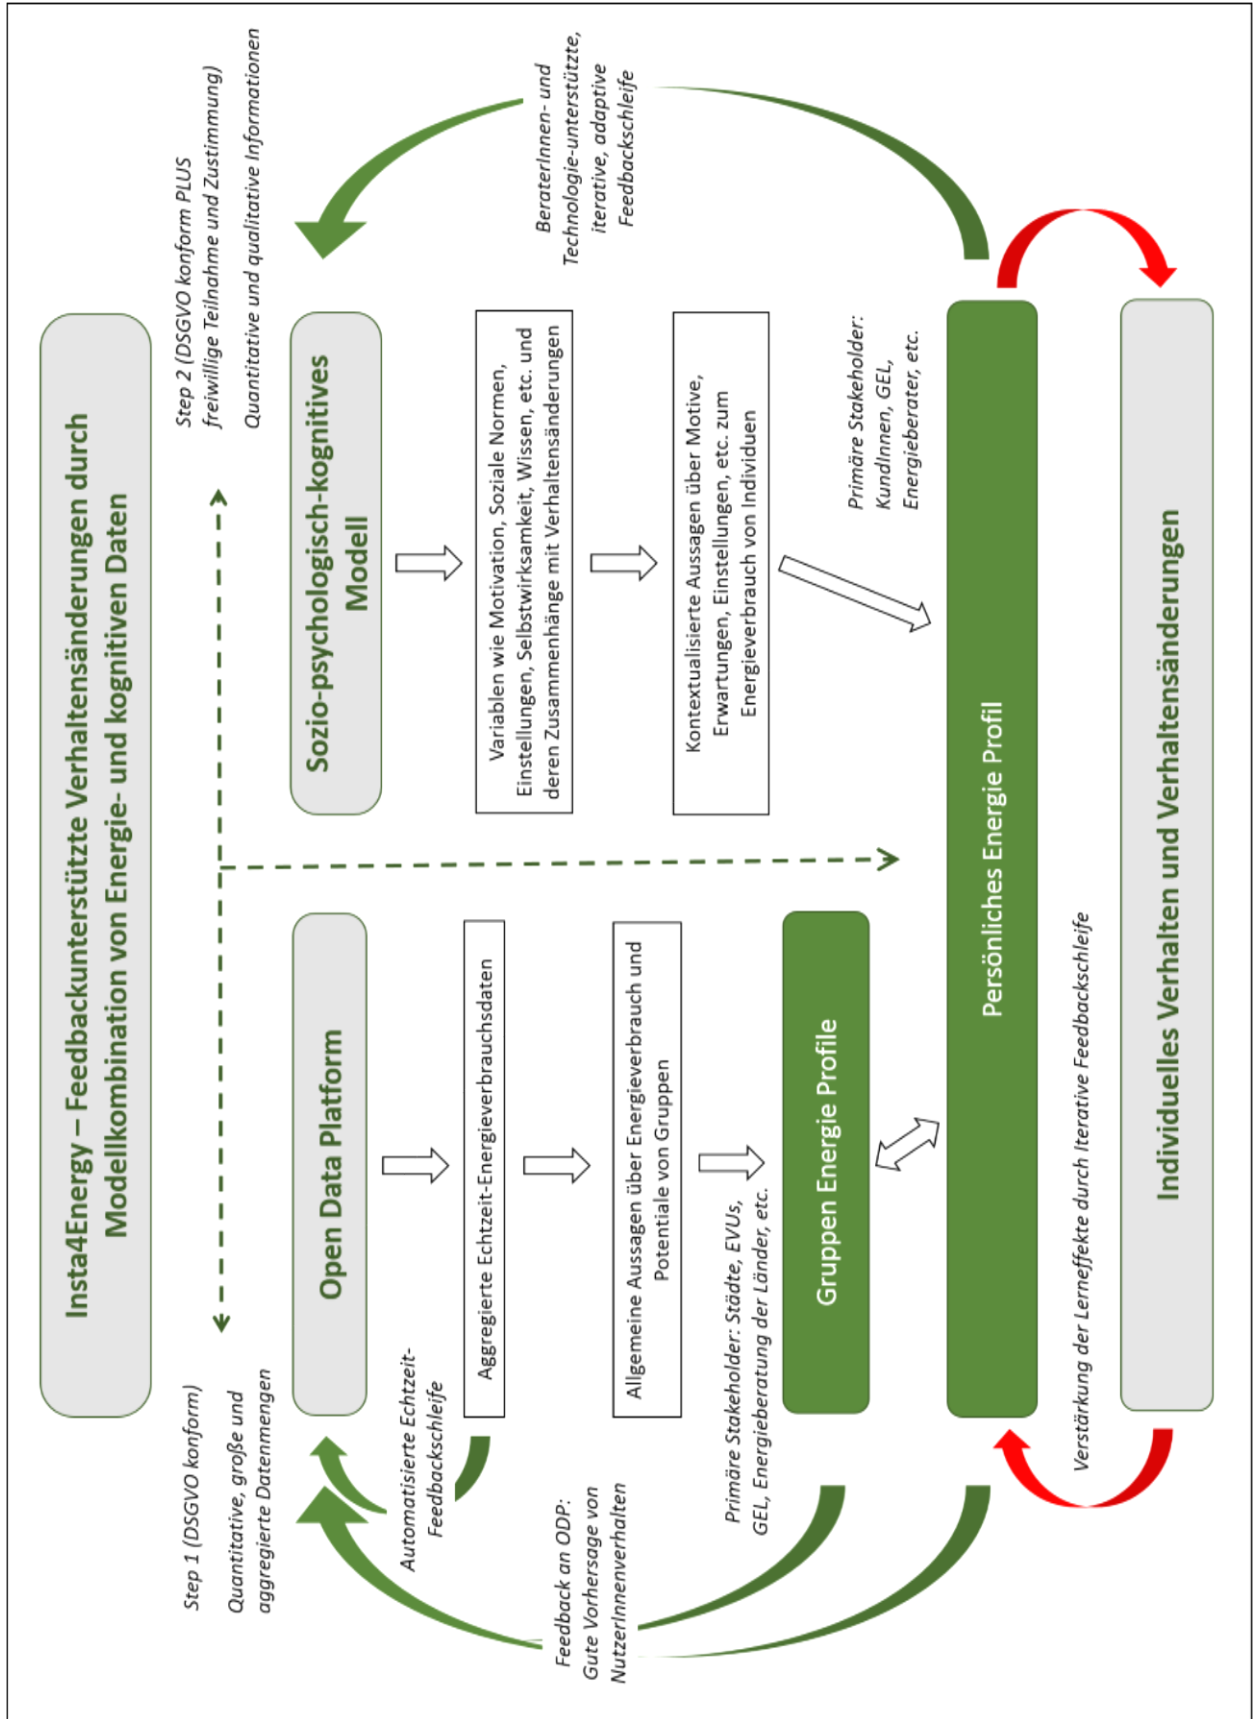 Insta4Energy – Feedbackunterstützte Verhaltensänderungen durch
Modellkombination von Energie- und kognitiven Daten
Step 1 (DSGVO konform)
Quantitative, große und
aggregierte Datenmengen
Step 2 (DSGVO konform PLUS
freiwillige Teilnahme und Zustimmung)
Quantitative und qualitative Informationen
Open Data Platform
Sozio-psychologisch-kognitives
Modell
Automatisierte Echtzeit-
Feedbackschleife
Aggregierte Echtzeit-Energieverbrauchsdaten
Variablen wie Motivation, Soziale Normen,
Einstellungen, Selbstwirksamkeit, Wissen, etc. und
deren Zusammenhänge mit Verhaltensänderungen
BeraterInnen- und
Technologie-unterstützte,
iterative, adaptive
Feedbackschleife
Feedback an ODP:
Gute Vorhersage von
NutzerInnenverhalten
Allgemeine Aussagen über Energieverbrauch und
Potentiale von Gruppen
Kontextualisierte Aussagen über Motive,
Erwartungen, Einstellungen, etc. zum
Energieverbrauch von Individuen
Primäre Stakeholder: Städte, EVUs,
GEL, Energieberatung der Länder, etc.
Gruppen Energie Profile
Primäre Stakeholder:
KundInnen, GEL,
Energieberater, etc.
Persönliches Energie Profil
Verstärkung der Lerneffekte durch Iterative Feedbackschleife
Individuelles Verhalten und Verhaltensänderungen